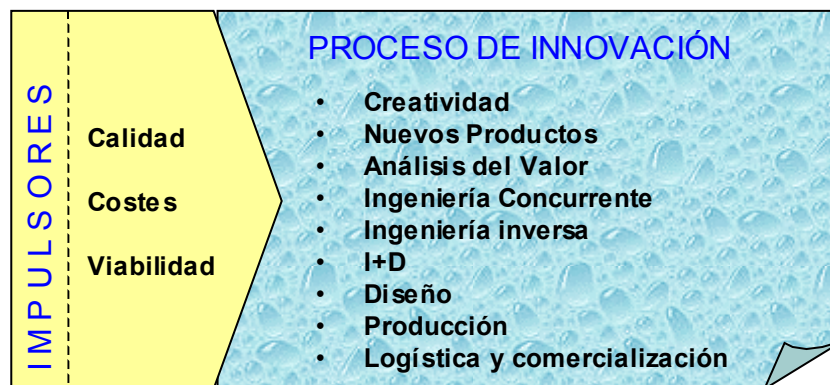 IMPULSORES
Calidad
Costes
Viabilidad
PROCESO DE INNOVACIÓN
• Creatividad
• Nuevos Productos
• Análisis del Valor
• Ingeniería Concurrente
• Ingeniería inversa
• I+D
• Diseño
• Producción
• Logística y comercialización